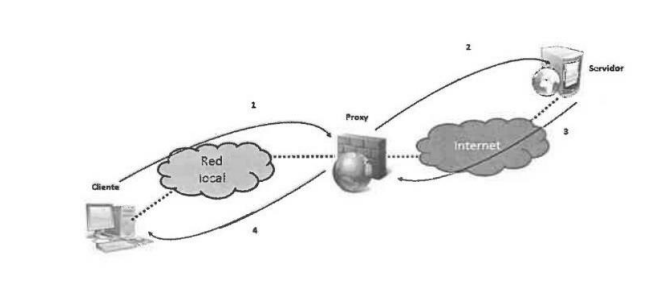 2
Servidor
1
Proxy
3
Internet
Red
local
Cliente
4